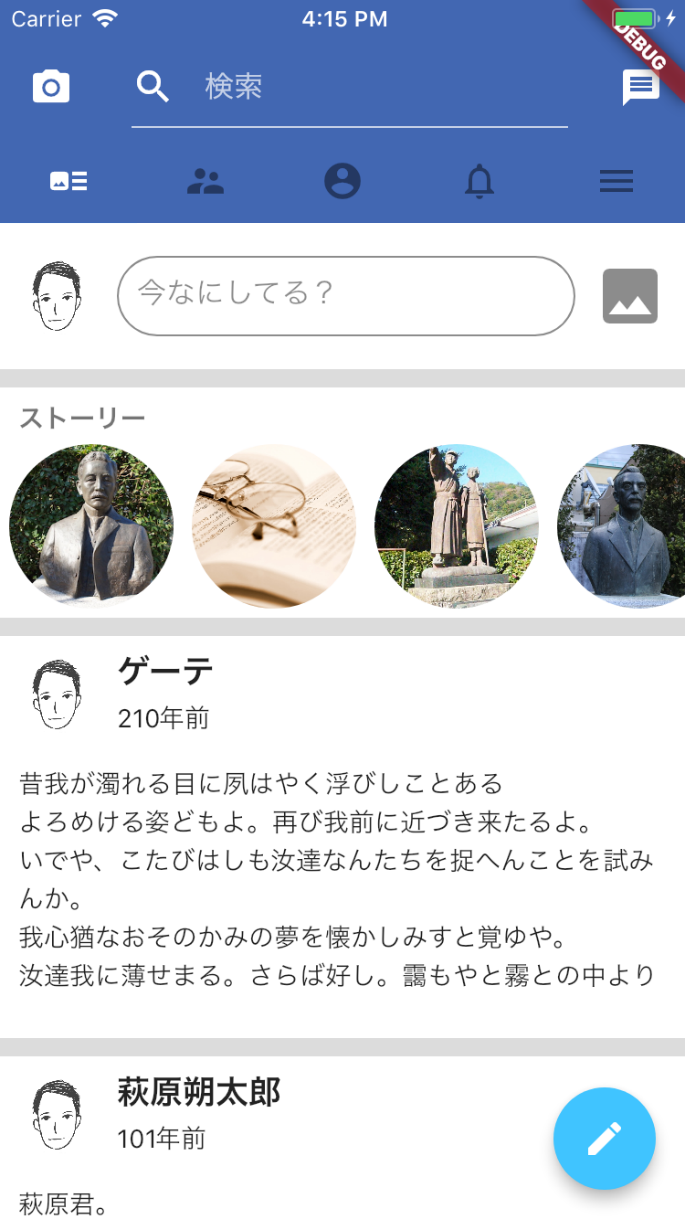 Carrier 4:15 PM
DEBUG
検索
今なにしてる？
ストーリー
ゲーテ
210年前
昔我が濁れる目に夙はやく浮びしことある
よろめける姿どもよ。再び我前に近づき来たるよ。
いでや、こたびはしも汝達なんたちを捉へんことを試み
んか。
我心猶なおそのかみの夢を懐かしみすと覚ゆや。
汝達我に薄せまる。さらば好し。靄もやと霧との中より
萩原朔太郎
101年前
萩原君。